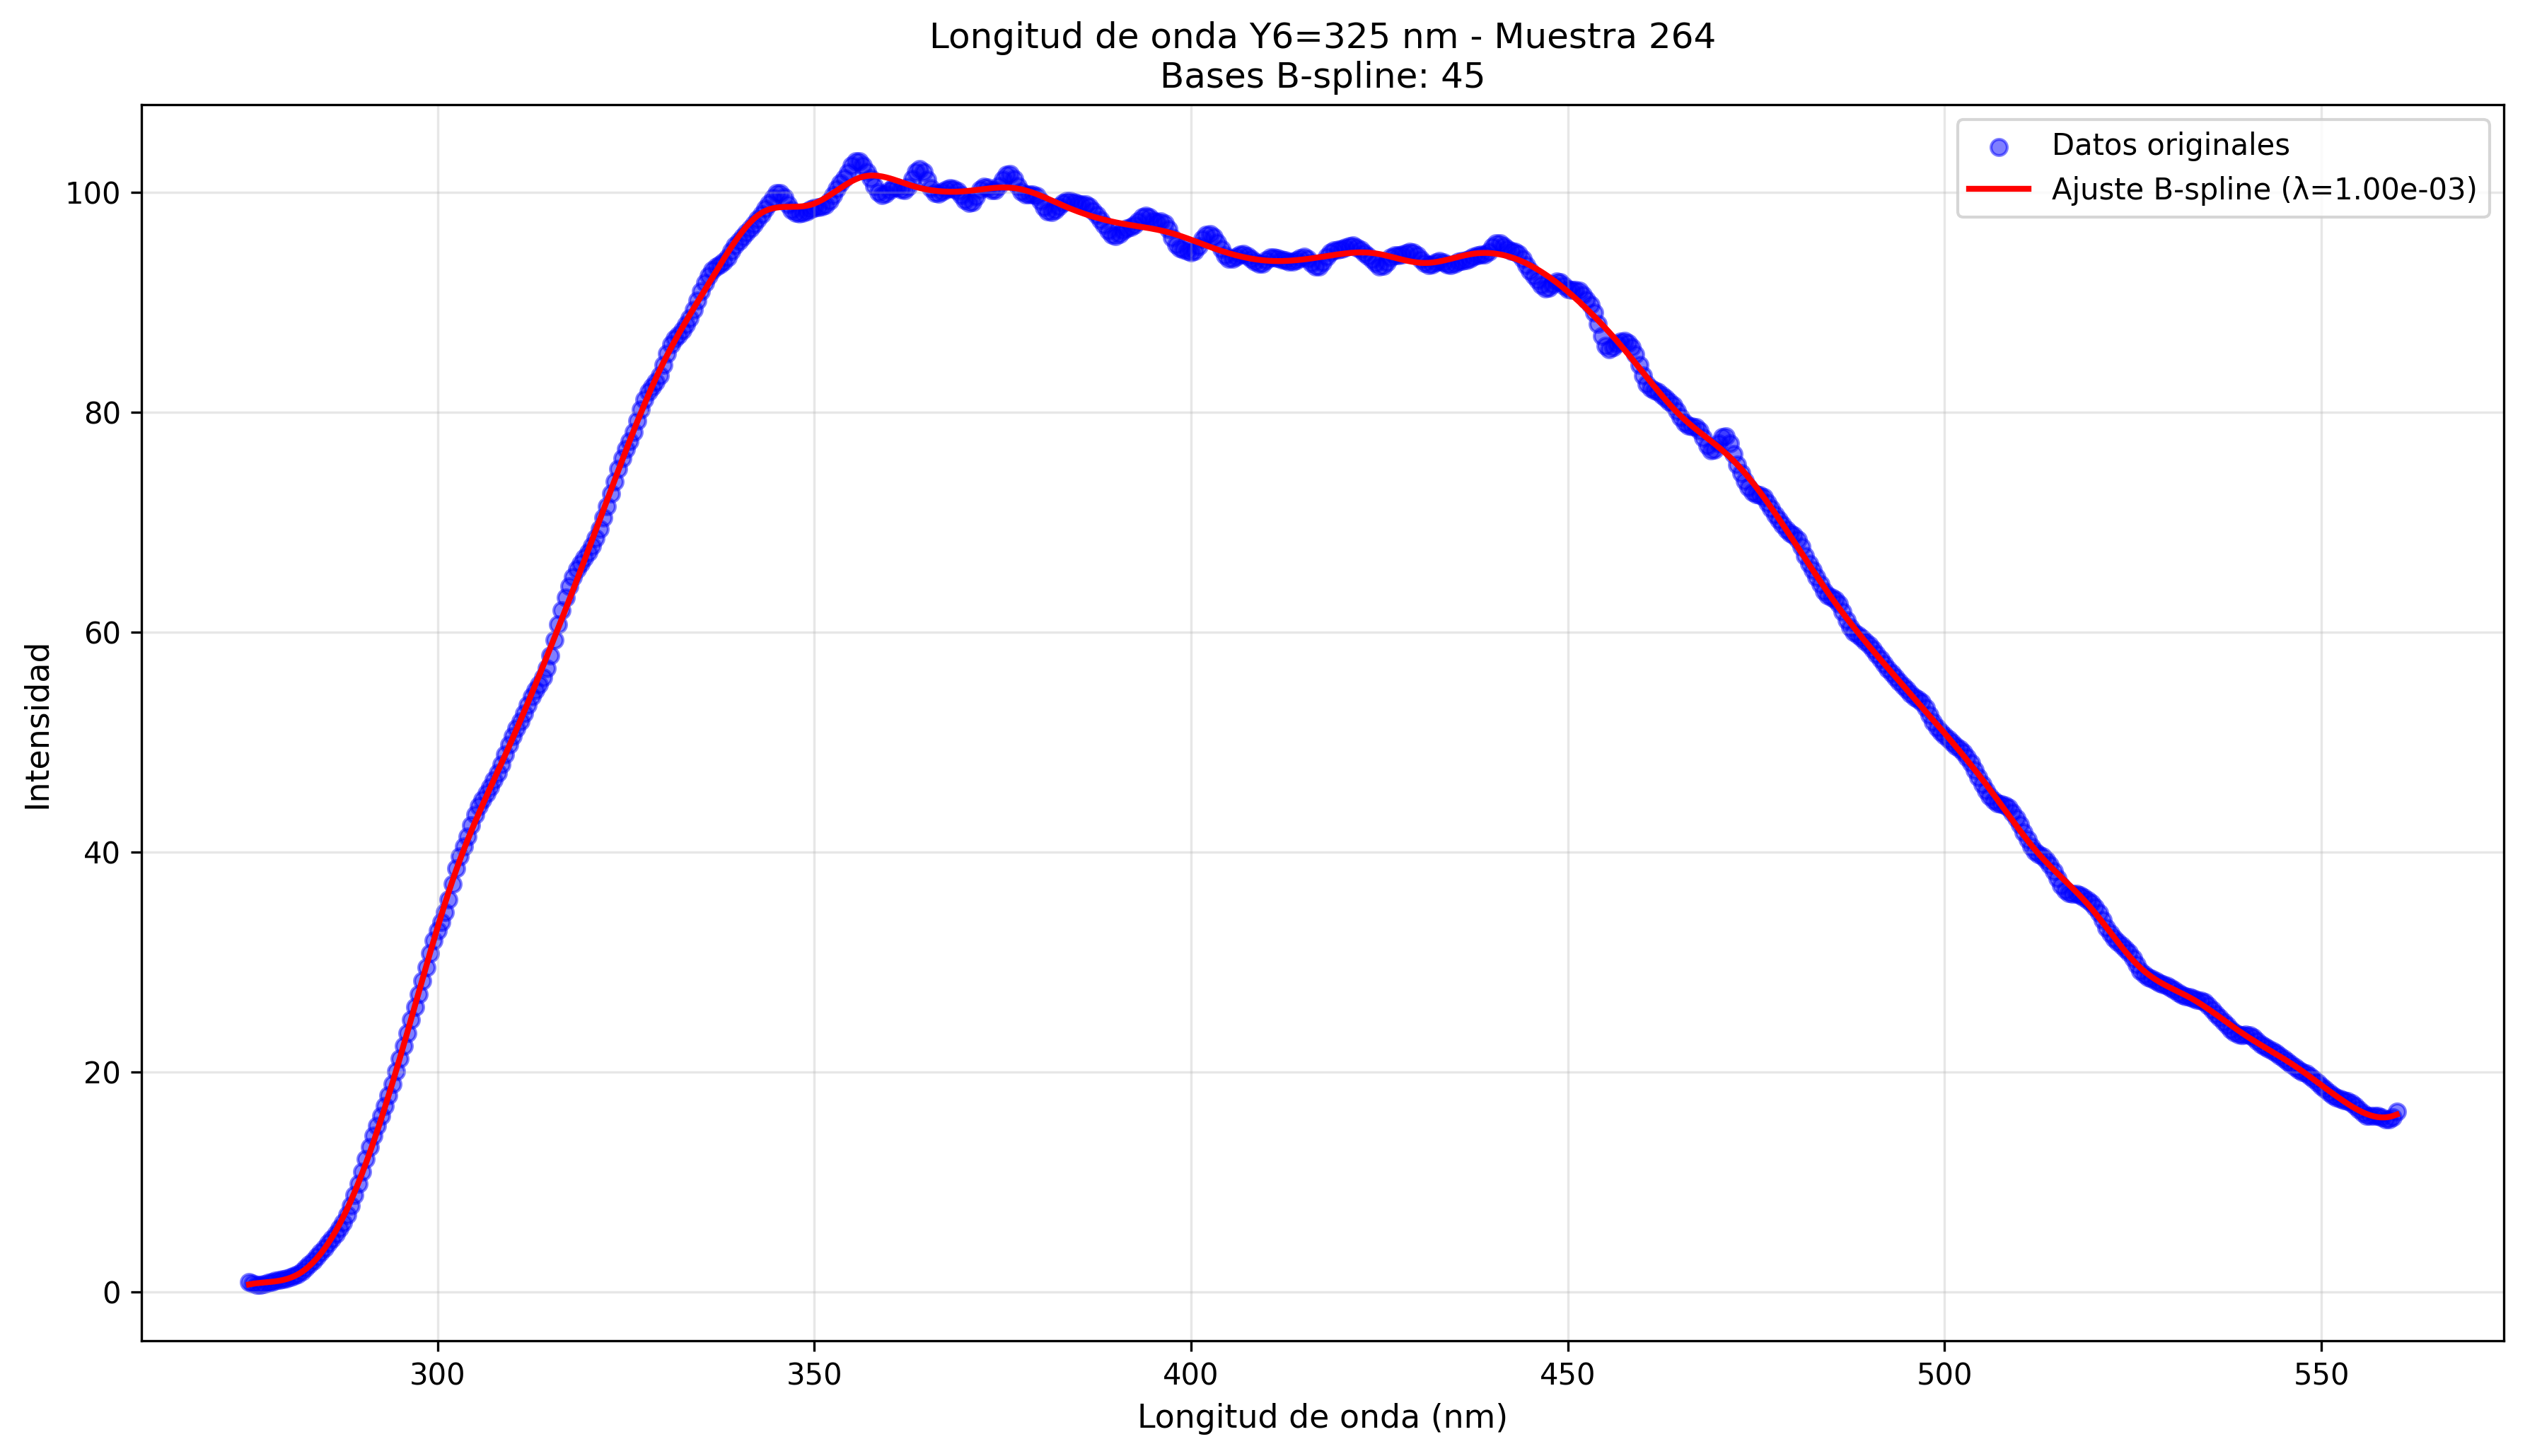 Longitud de onda Y6=325 nm - Muestra 264
Bases B-spline: 45
Datos originales
Ajuste B-spline (λ=1.00e-03)
Intensidad
100
80
60
40
20
0
300 350 400 450 500 550
Longitud de onda (nm)